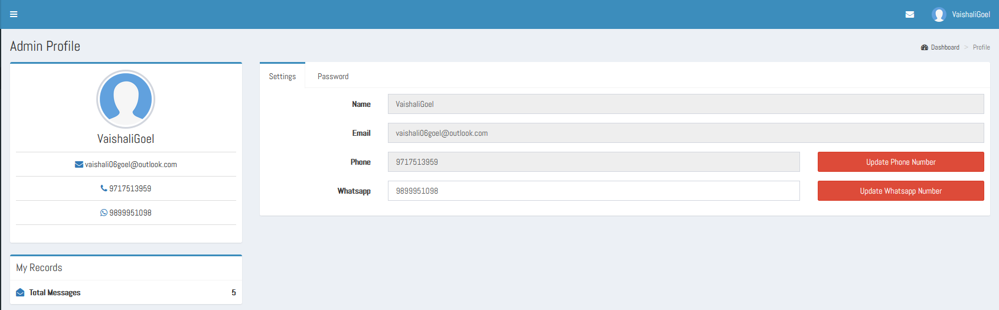 VaishaliGoel
Admin Profile
Dashboard > Profile
VaishaliGoel
vaishali06goel@outlook.com
9717513959
9899951098
My Records
Total Messages 5
Settings Password
Name VaishaliGoel
Email vaishali06goel@outlook.com
Phone 9717513959 Update Phone Number
Whatsapp 9899951098 Update Whatsapp Number